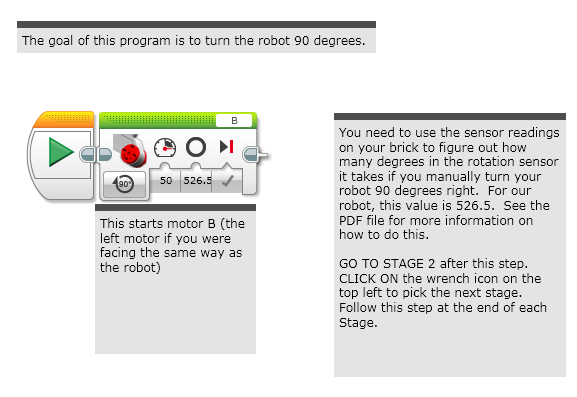 The goal of this program is to turn the robot 90 degrees.
B
90°
50 526.5
This starts motor B (the
left motor if you were
facing the same way as
the robot)
You need to use the sensor readings
on your brick to figure out how
many degrees in the rotation sensor
it takes if you manually turn your
robot 90 degrees right.  For our
robot, this value is 526.5.  See the
PDF file for more information on
how to do this.
GO TO STAGE 2 after this step.
CLICK ON the wrench icon on the
top left to pick the next stage.
Follow this step at the end of each
Stage.